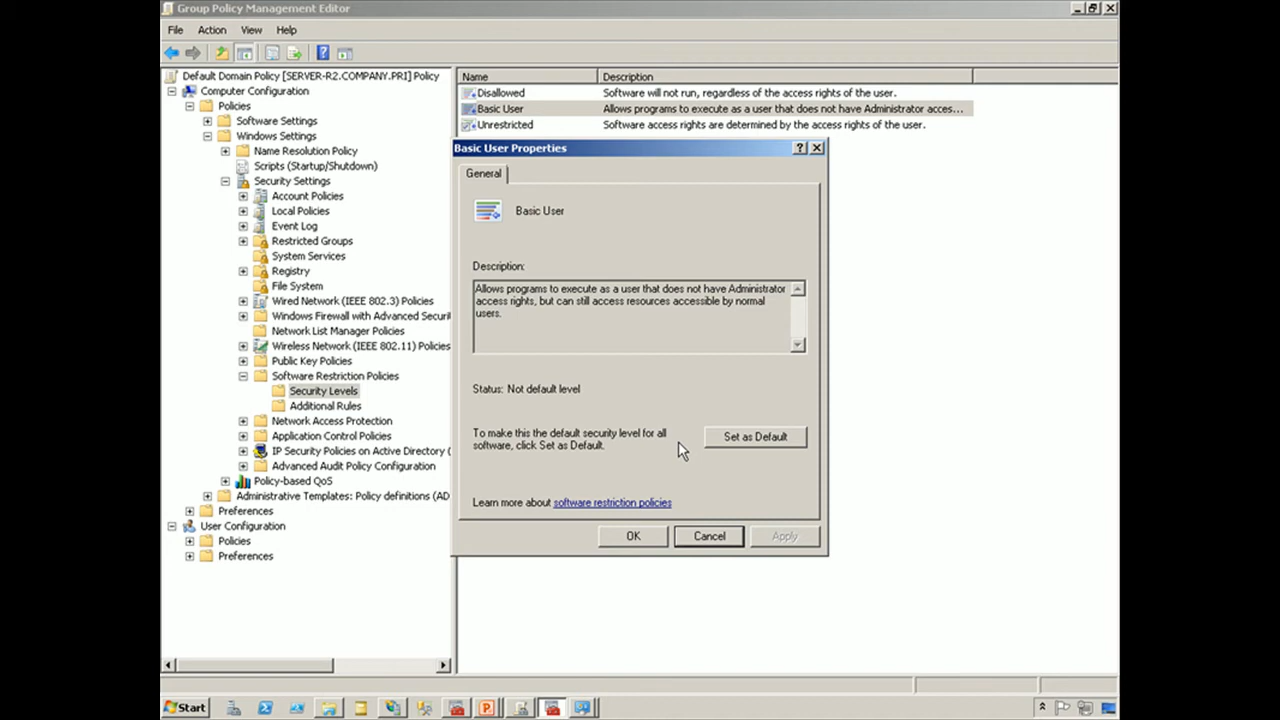 Group Policy Management Editor
File Action View Help
Default Domain Policy [SERVER-R2.COMPANY.PRI] Policy
Computer Configuration
Policies
Software Settings
Windows Settings
Name Resolution Policy
Scripts (Startup/Shutdown)
Security Settings
Account Policies
Local Policies
Event Log
Restricted Groups
System Services
Registry
File System
Wired Network (IEEE 802.3) Policies
Windows Firewall with Advanced Securi
Network List Manager Policies
Wireless Network (IEEE 802.11) Policies
Public Key Policies
Software Restriction Policies
Security Levels
Additional Rules
Network Access Protection
Application Control Policies
IP Security Policies on Active Directory (
Advanced Audit Policy Configuration
Policy-based QoS
Administrative Templates: Policy definitions (AD
Preferences
User Configuration
Policies
Preferences
Name Description
Disallowed Software will not run, regardless of the access rights of the user.
Basic User Allows programs to execute as a user that does not have Administrator acces...
Unrestricted Software access rights are determined by the access rights of the user.
Basic User Properties
General
Basic User
Description:
Allows programs to execute as a user that does not have Administrator
access rights, but can still access resources accessible by normal
users.
Status: Not default level
To make this the default security level for all
software, click Set as Default.
Set as Default
Learn more about software restriction policies
OK Cancel Apply
Start